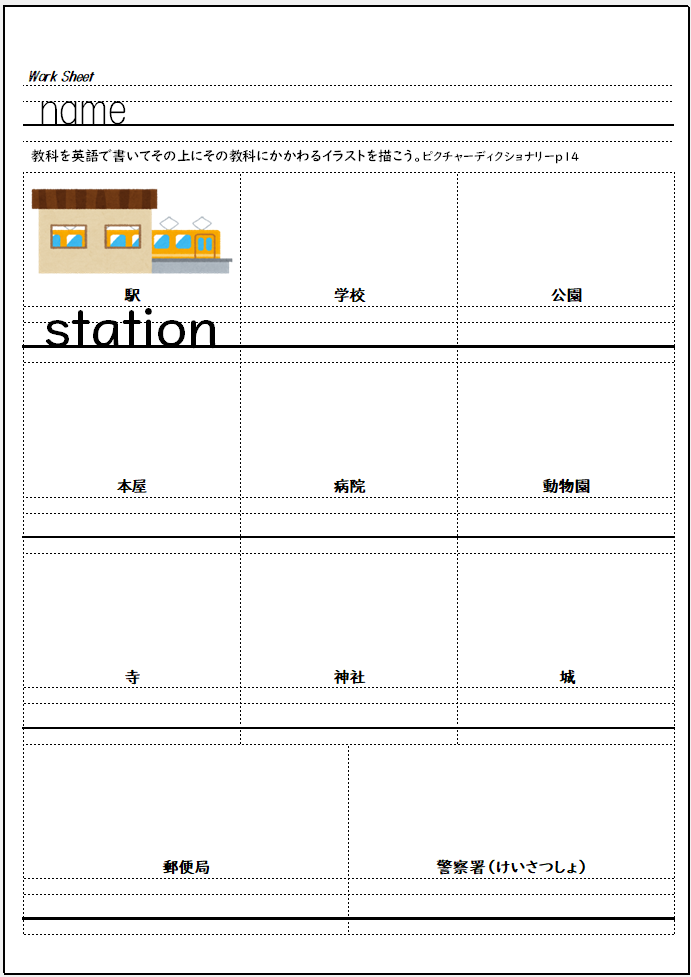 Work Sheet
name
教科を英語で書いてその上にその教科にかかわるイラストを描こう。ピクチャーディクショナリーp14
駅 学校 公園
station
本屋 病院 動物園
寺 神社 城
郵便局 警察署(けいさつしょ)